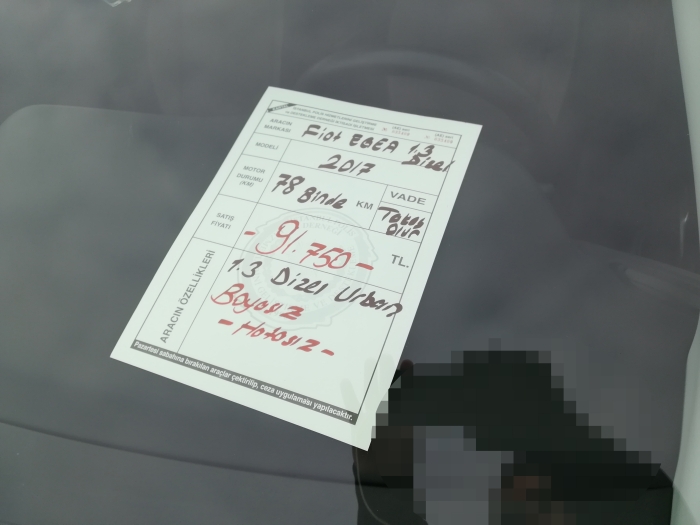 ARACIN MARKASI Fiat EGEA 1.3 Dizel
MODELİ 2017
MOTOR DURUMU (KM) 78 Binde KM
VADE
Takas Olur
SATIŞ FİYATI -91.750- TL.
ARACIN ÖZELLİKLERİ
1.3 Dizel Urban
Boyasız
-Hatasız-
Pazartesi sabahına bırakılan araçlar çektirilip, ceza uygulaması yapılacaktır.